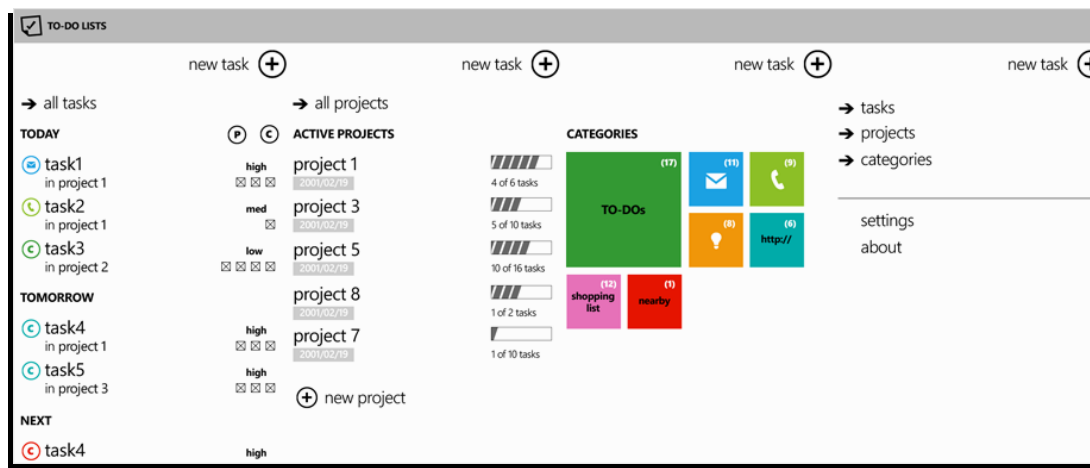 TO-DO LISTS
new task
new task
new task
new task
all tasks
TODAY
P C
task1
high
in project 1
task2
med
in project 1
C
task3
low
in project 2
TOMORROW
C
task4
high
in project 1
C
task5
high
in project 3
NEXT
C
task4
high
all projects
ACTIVE PROJECTS
project 1
2001/02/19
4 of 6 tasks
project 3
2001/02/19
5 of 10 tasks
project 5
2001/02/19
10 of 16 tasks
project 8
2001/02/19
1 of 2 tasks
project 7
2001/02/19
1 of 10 tasks
new project
CATEGORIES
(17)
TO-DOs
(11)
(9)
(8)
(6)
http://
(12)
shopping
list
(1)
nearby
tasks
projects
categories
settings
about